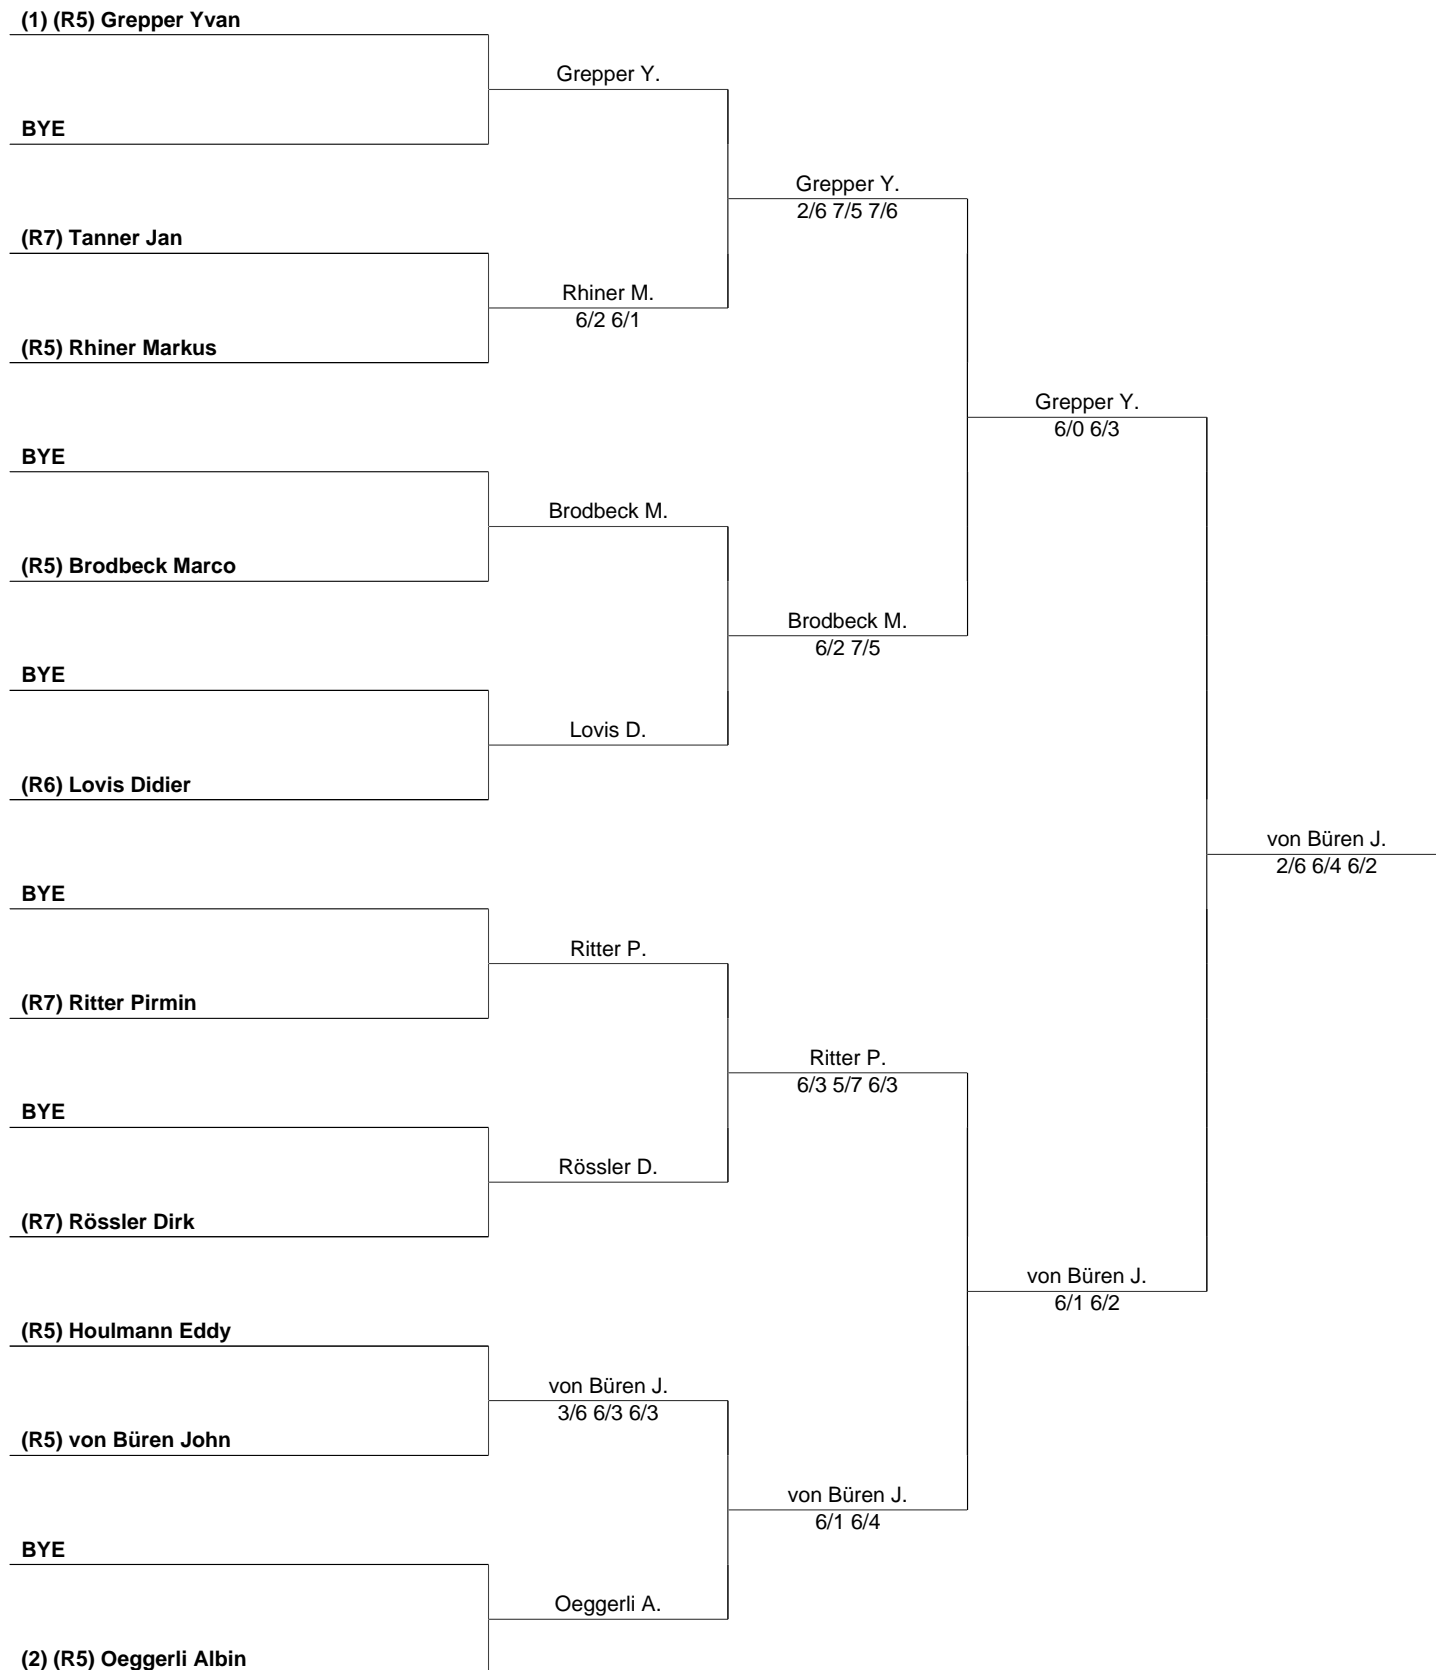 (1) (R5) Grepper Yvan
Grepper Y.
BYE
Grepper Y.
2/6 7/5 7/6
(R7) Tanner Jan
Rhiner M.
6/2 6/1
(R5) Rhiner Markus
Grepper Y.
6/0 6/3
BYE
Brodbeck M.
(R5) Brodbeck Marco
Brodbeck M.
6/2 7/5
BYE
Lovis D.
(R6) Lovis Didier
von Büren J.
2/6 6/4 6/2
BYE
Ritter P.
(R7) Ritter Pirmin
Ritter P.
6/3 5/7 6/3
BYE
Rössler D.
(R7) Rössler Dirk
von Büren J.
6/1 6/2
(R5) Houlmann Eddy
von Büren J.
3/6 6/3 6/3
(R5) von Büren John
von Büren J.
6/1 6/4
BYE
Oeggerli A.
(2) (R5) Oeggerli Albin